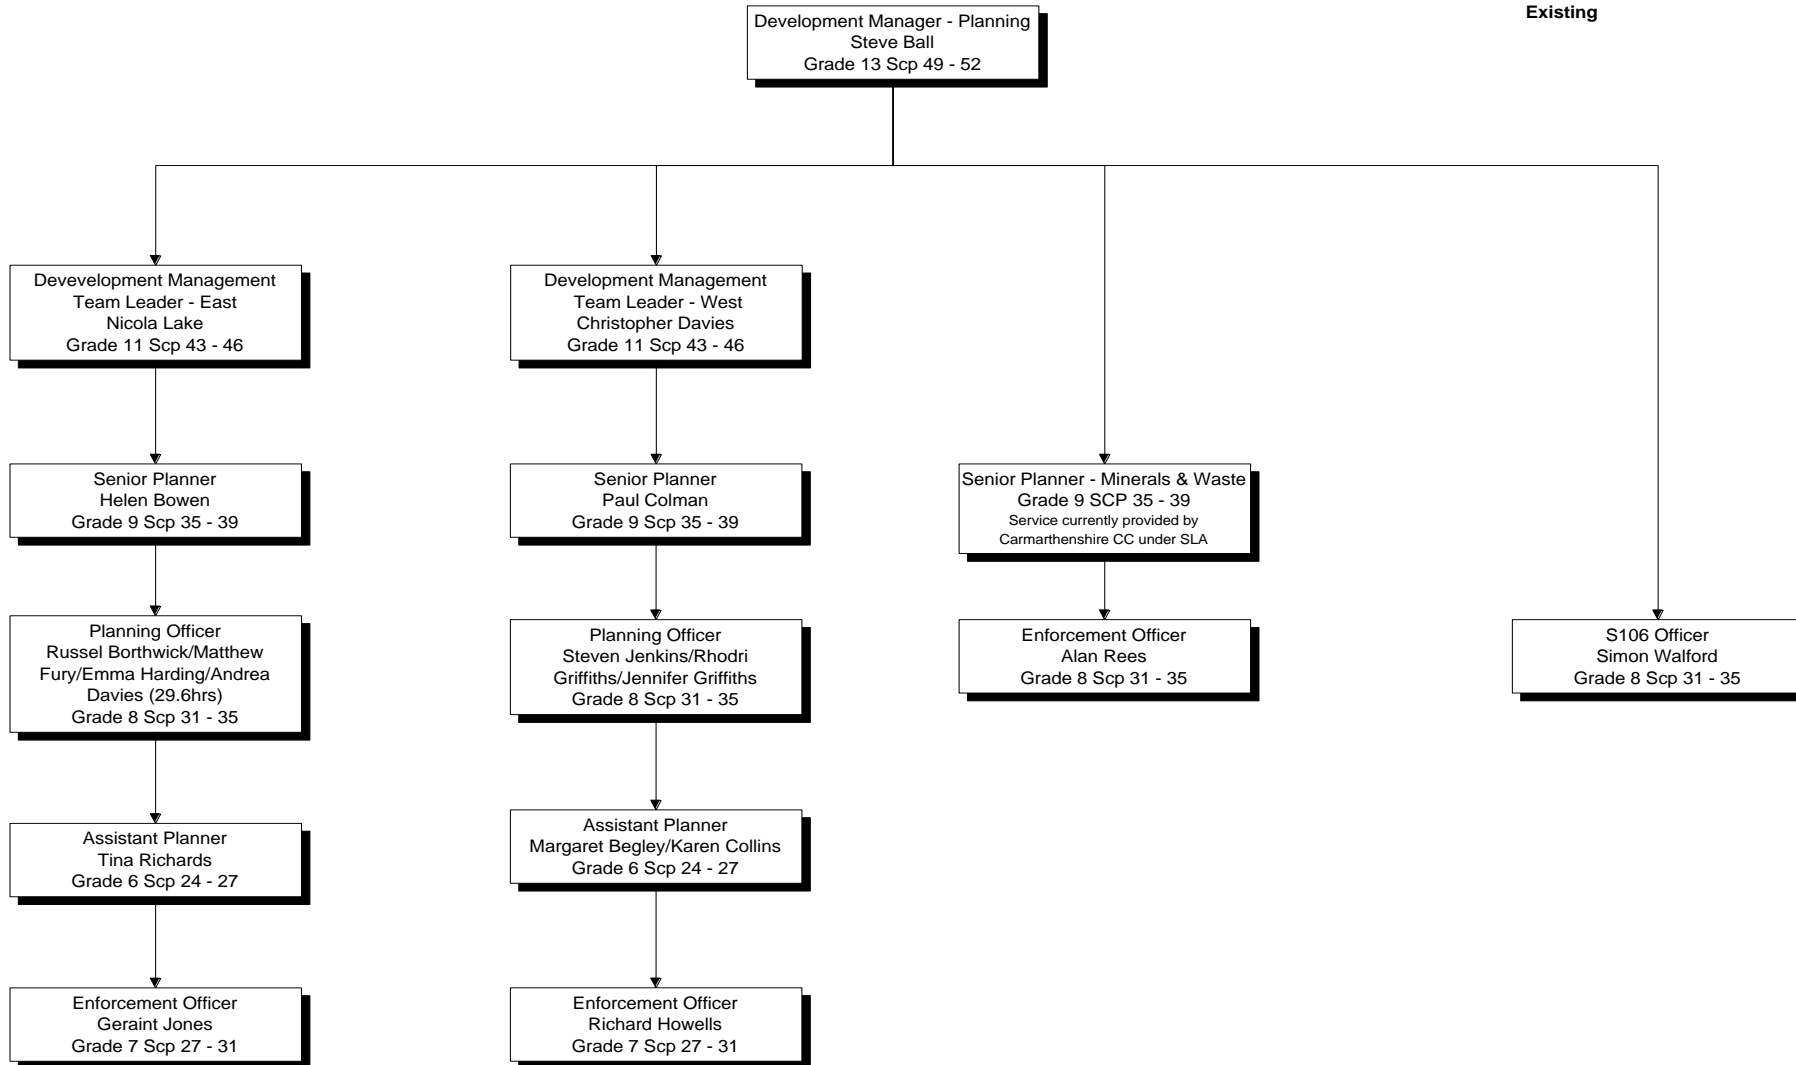 Existing
Development Manager - Planning
Steve Ball
Grade 13 Scp 49 - 52
Devevelopment Management
Team Leader - East
Nicola Lake
Grade 11 Scp 43 - 46
Development Management
Team Leader - West
Christopher Davies
Grade 11 Scp 43 - 46
Senior Planner
Helen Bowen
Grade 9 Scp 35 - 39
Senior Planner
Paul Colman
Grade 9 Scp 35 - 39
Senior Planner - Minerals & Waste
Grade 9 SCP 35 - 39
Service currently provided by
Carmarthenshire CC under SLA
Planning Officer
Russel Borthwick/Matthew
Fury/Emma Harding/Andrea
Davies (29.6hrs)
Grade 8 Scp 31 - 35
Planning Officer
Steven Jenkins/Rhodri
Griffiths/Jennifer Griffiths
Grade 8 Scp 31 - 35
Enforcement Officer
Alan Rees
Grade 8 Scp 31 - 35
S106 Officer
Simon Walford
Grade 8 Scp 31 - 35
Assistant Planner
Tina Richards
Grade 6 Scp 24 - 27
Assistant Planner
Margaret Begley/Karen Collins
Grade 6 Scp 24 - 27
Enforcement Officer
Geraint Jones
Grade 7 Scp 27 - 31
Enforcement Officer
Richard Howells
Grade 7 Scp 27 - 31